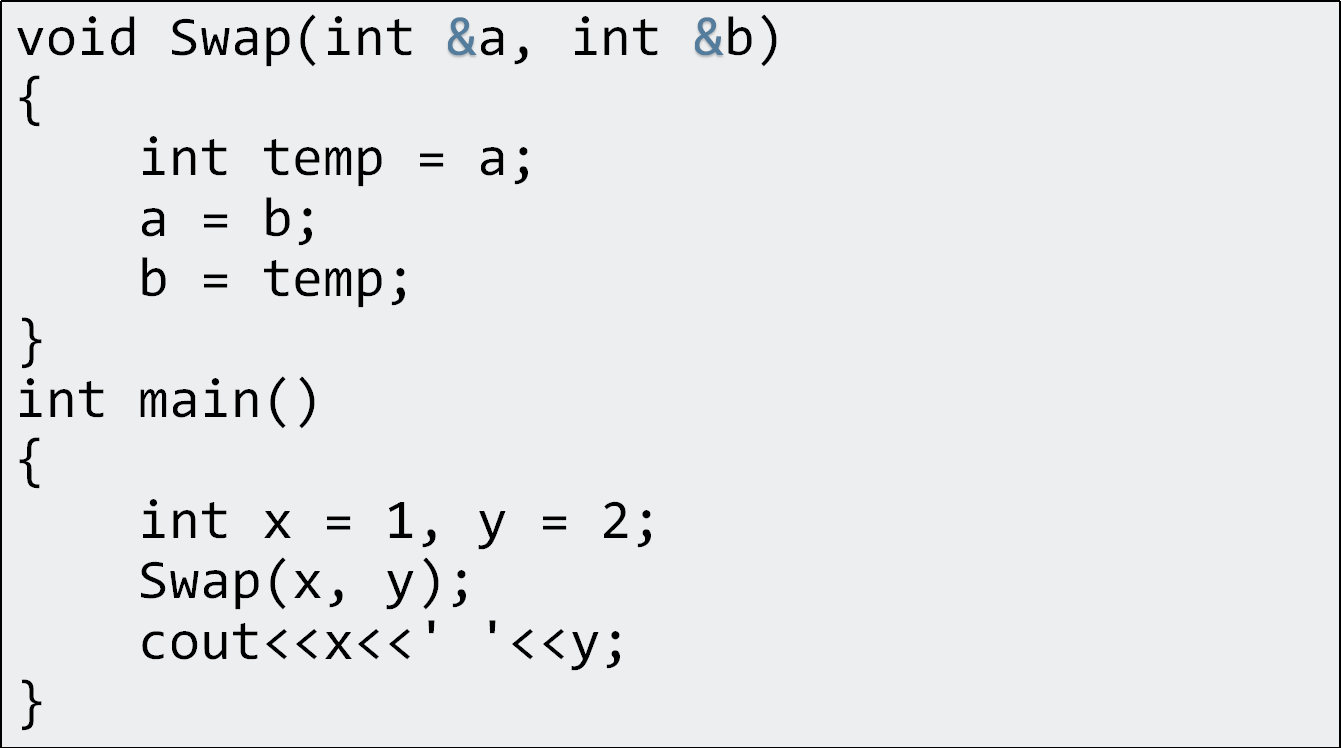 void Swap(int &a, int &b)
{
    int temp = a;
    a = b;
    b = temp;
}
int main()
{
    int x = 1, y = 2;
    Swap(x, y);
    cout<<x<<' '<<y;
}